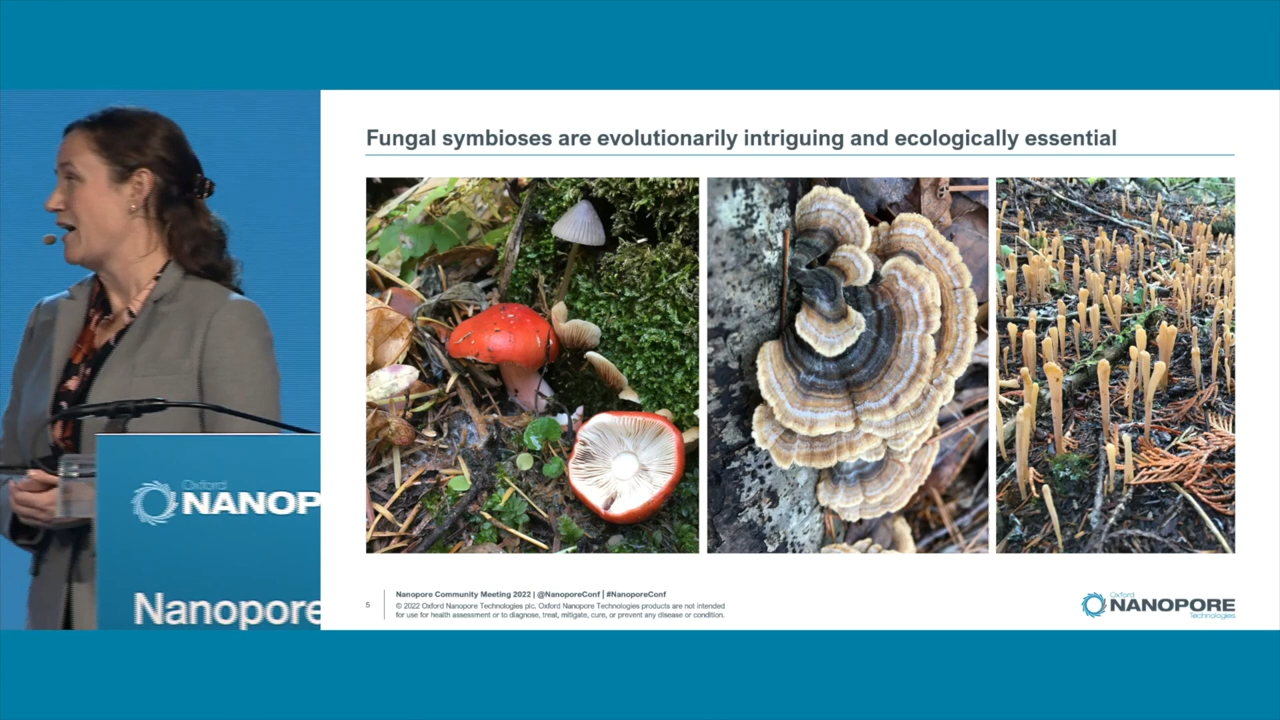 Fungal symbioses are evolutionarily intriguing and ecologically essential
Oxford
NANOP
Nanopore
5
Nanopore Community Meeting 2022 | @NanoporeConf | #NanoporeConf
© 2022 Oxford Nanopore Technologies plc. Oxford Nanopore Technologies products are not intended
for use for health assessment or to diagnose, treat, mitigate, cure, or prevent any disease or condition.
Oxford
NANOPORE
Technologies